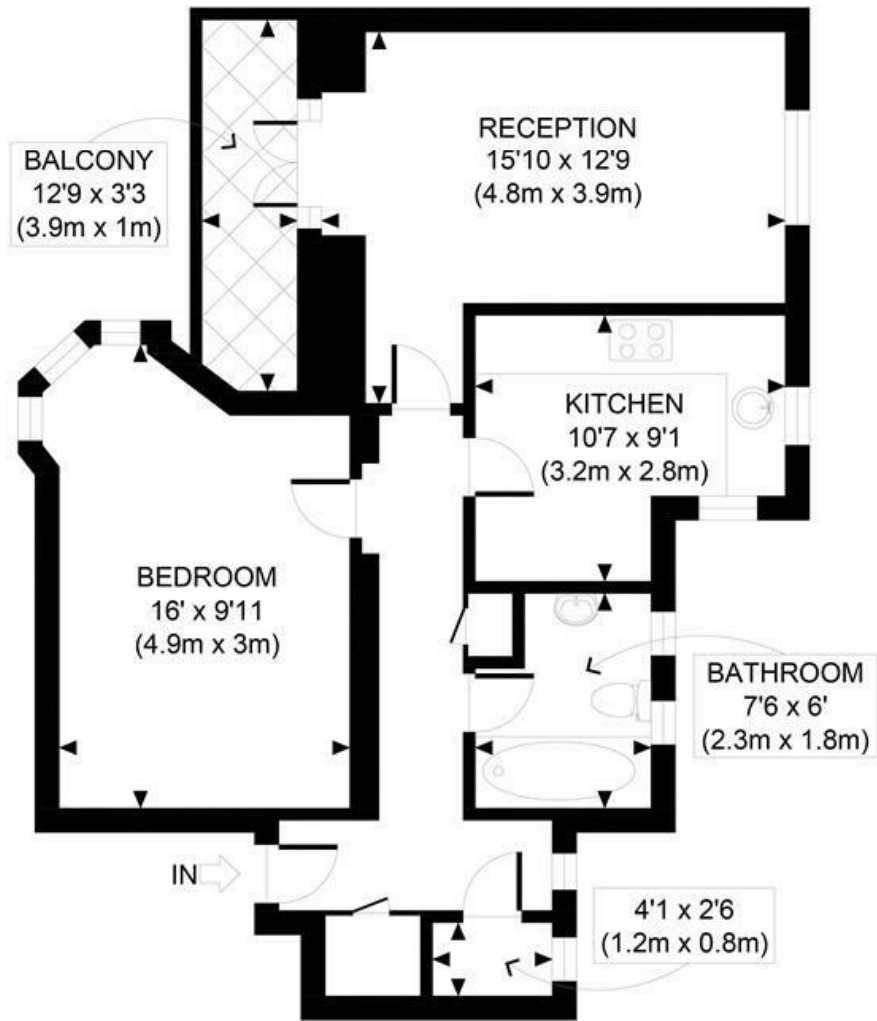 RECEPTION
15'10 x 12'9
(4.8m x 3.9m)
BALCONY
12'9 x 3'3
(3.9m x 1m)
KITCHEN
10'7 x 9'1
(3.2m x 2.8m)
BEDROOM
16' x 9'11
(4.9m x 3m)
BATHROOM
7'6 x 6'
(2.3m x 1.8m)
IN
4'1 x 2'6
(1.2m x 0.8m)